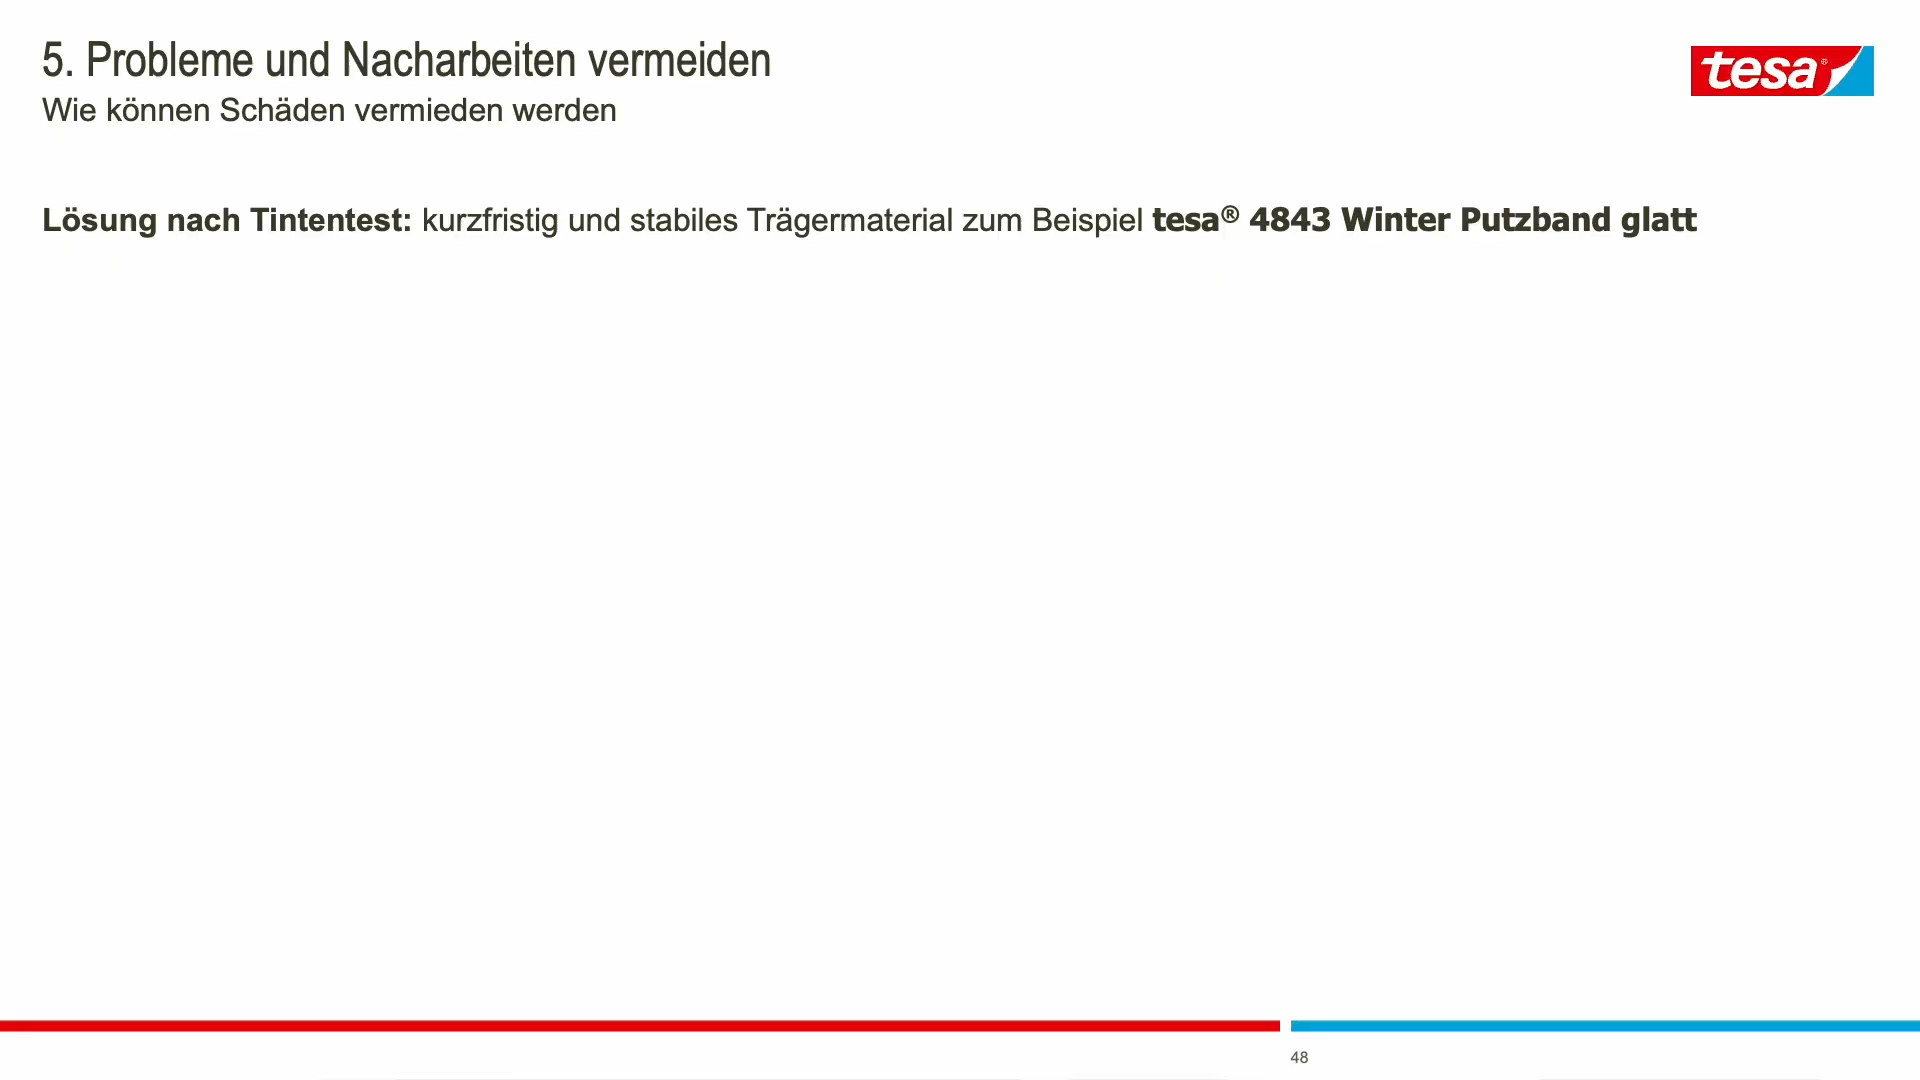 5. Probleme und Nacharbeiten vermeiden
Wie können Schäden vermieden werden
tesa®
Lösung nach Tintentest: kurzfristig und stabiles Trägermaterial zum Beispiel tesa® 4843 Winter Putzband glatt
48